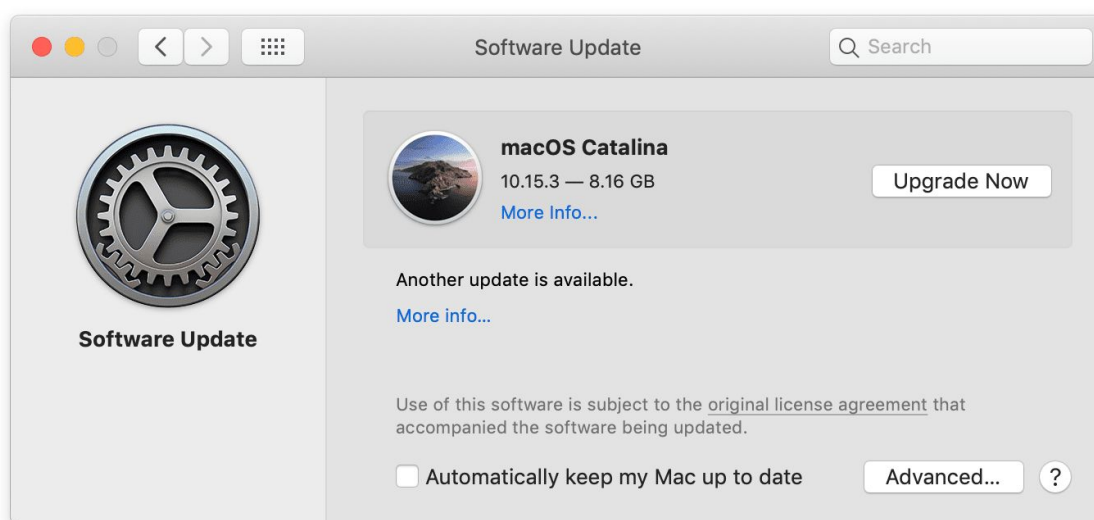 Software Update
Search
macOS Catalina
10.15.3 — 8.16 GB
More Info...
Upgrade Now
Another update is available.
More info...
Software Update
Use of this software is subject to the original license agreement that
accompanied the software being updated.
Automatically keep my Mac up to date
Advanced...
?